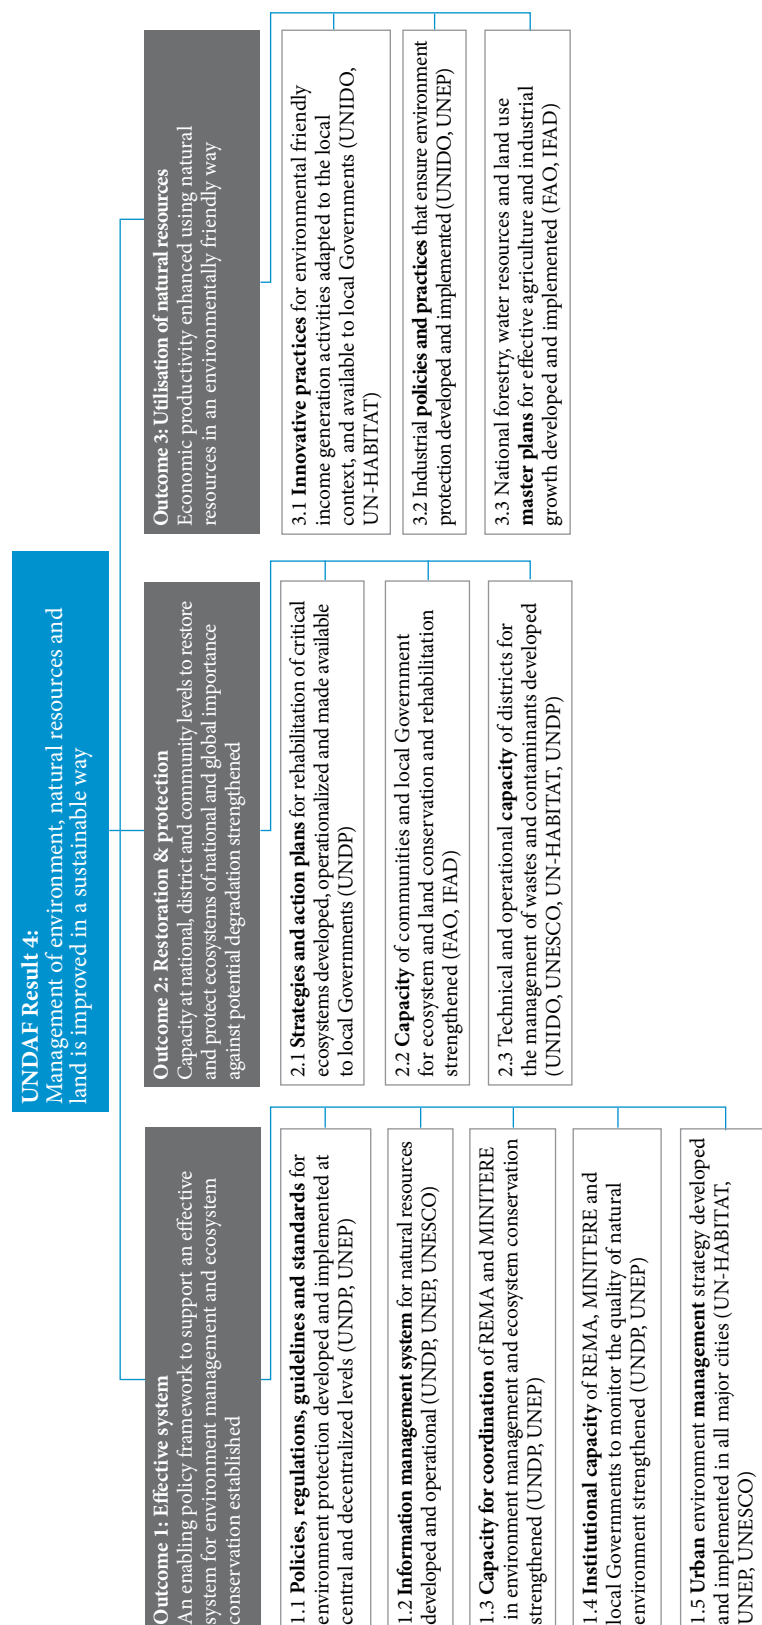 UNDAF Result 4:
Management of environment, natural resources and
land is improved in a sustainable way
Outcome 1: Effective system
An enabling policy framework to support an effective
system for environment management and ecosystem
conservation established
1.1 Policies, regulations, guidelines and standards for
environment protection developed and implemented at
central and decentralized levels (UNDP, UNEP)
1.2 Information management system for natural resources
developed and operational (UNDP, UNEP, UNESCO)
1.3 Capacity for coordination of REMA and MINITERE
in environment management and ecosystem conservation
strengthened (UNDP, UNEP)
1.4 Institutional capacity of REMA, MINITERE and
local Governments to monitor the quality of natural
environment strengthened (UNDP, UNEP)
1.5 Urban environment management strategy developed
and implemented in all major cities (UN-HABITAT,
UNEP, UNESCO)
Outcome 2: Restoration & protection
Capacity at national, district and community levels to restore
and protect ecosystems of national and global importance
against potential degradation strengthened
2.1 Strategies and action plans for rehabilitation of critical
ecosystems developed, operationalized and made available
to local Governments (UNDP)
2.2 Capacity of communities and local Government
for ecosystem and land conservation and rehabilitation
strengthened (FAO, IFAD)
2.3 Technical and operational capacity of districts for
the management of wastes and contaminants developed
(UNIDO, UNESCO, UN-HABITAT, UNDP)
Outcome 3: Utilisation of natural resources
Economic productivity enhanced using natural
resources in an environmentally friendly way
3.1 Innovative practices for environmental friendly
income generation activities adapted to the local
context, and available to local Governments (UNIDO,
UN-HABITAT)
3.2 Industrial policies and practices that ensure environment
protection developed and implemented (UNIDO, UNEP)
3.3 National forestry, water resources and land use
master plans for effective agriculture and industrial
growth developed and implemented (FAO, IFAD)